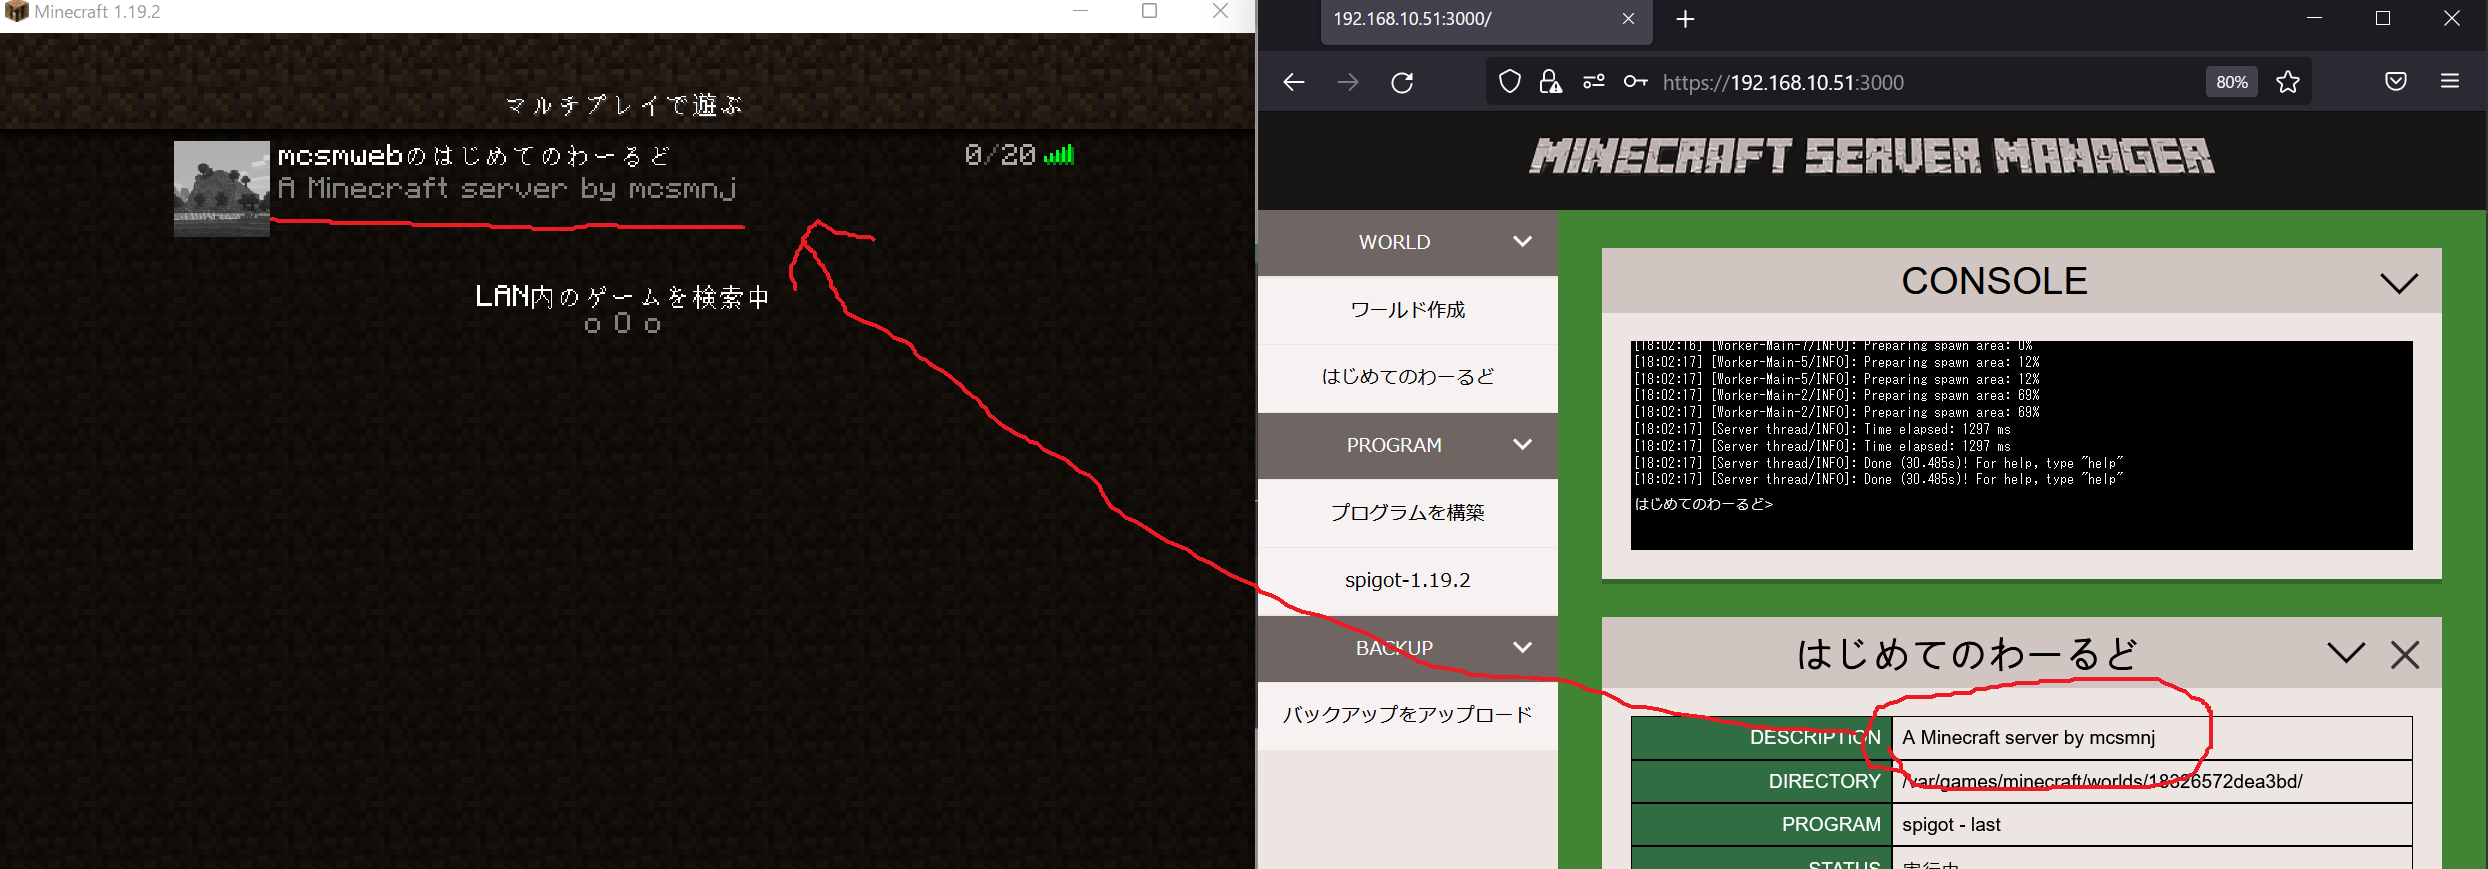 Minecraft 1.19.2
マルチプレイで遊ぶ
mcsmwebのはじめてのわーるど
0/20
A Minecraft server by mcsmnj
LAN内のゲームを検索中
o O o
192.168.10.51:3000/
https://192.168.10.51:3000
80%
MINECRAFT SERVER MANAGER
WORLD
ワールド作成
はじめてのわーるど
PROGRAM
プログラムを構築
spigot-1.19.2
BACKUP
バックアップをアップロード
CONSOLE
[18:02:16] [Worker-Main-7/INFO]: Preparing spawn area: 0%
[18:02:17] [Worker-Main-5/INFO]: Preparing spawn area: 12%
[18:02:17] [Worker-Main-5/INFO]: Preparing spawn area: 12%
[18:02:17] [Worker-Main-2/INFO]: Preparing spawn area: 69%
[18:02:17] [Worker-Main-2/INFO]: Preparing spawn area: 69%
[18:02:17] [Server thread/INFO]: Time elapsed: 1297 ms
[18:02:17] [Server thread/INFO]: Time elapsed: 1297 ms
[18:02:17] [Server thread/INFO]: Done (30.485s)! For help, type "help"
[18:02:17] [Server thread/INFO]: Done (30.485s)! For help, type "help"
はじめてのわーるど>
はじめてのわーるど
DESCRIPTION A Minecraft server by mcsmnj
DIRECTORY /var/games/minecraft/worlds/18326572dea3bd/
PROGRAM spigot - last
STATUS 実行中